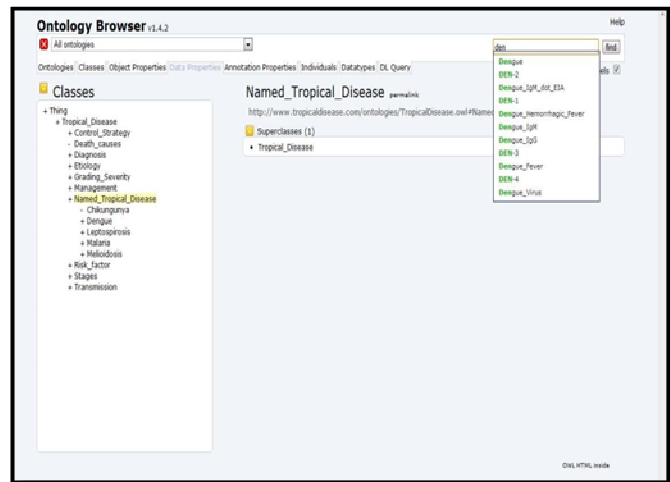 Ontology Browser v1.4.2
Help
All ontologies
den
find
Ontologies Classes Object Properties Data Properties Annotation Properties Individuals Datatypes DL Query
Classes
+ Thing
+ Tropical_Disease
+ Control_Strategy
- Death_causes
+ Diagnosis
+ Etiology
+ Grading_Severity
+ Management
+ Named_Tropical_Disease
- Chikungunya
+ Dengue
+ Leptospirosis
+ Malaria
+ Melioidosis
+ Risk_factor
+ Stages
+ Transmission
Named_Tropical_Disease permalink
http://www.tropicaldisease.com/ontologies/TropicalDisease.owl#Named
Superclasses (1)
• Tropical_Disease
Dengue
DEN-2
Dengue_IgM_dot_EIA
DEN-1
Dengue_Hemorrhagic_Fever
Dengue_IgM
Dengue_IgG
DEN-3
Dengue_Fever
DEN-4
Dengue_Virus
OWL HTML inside